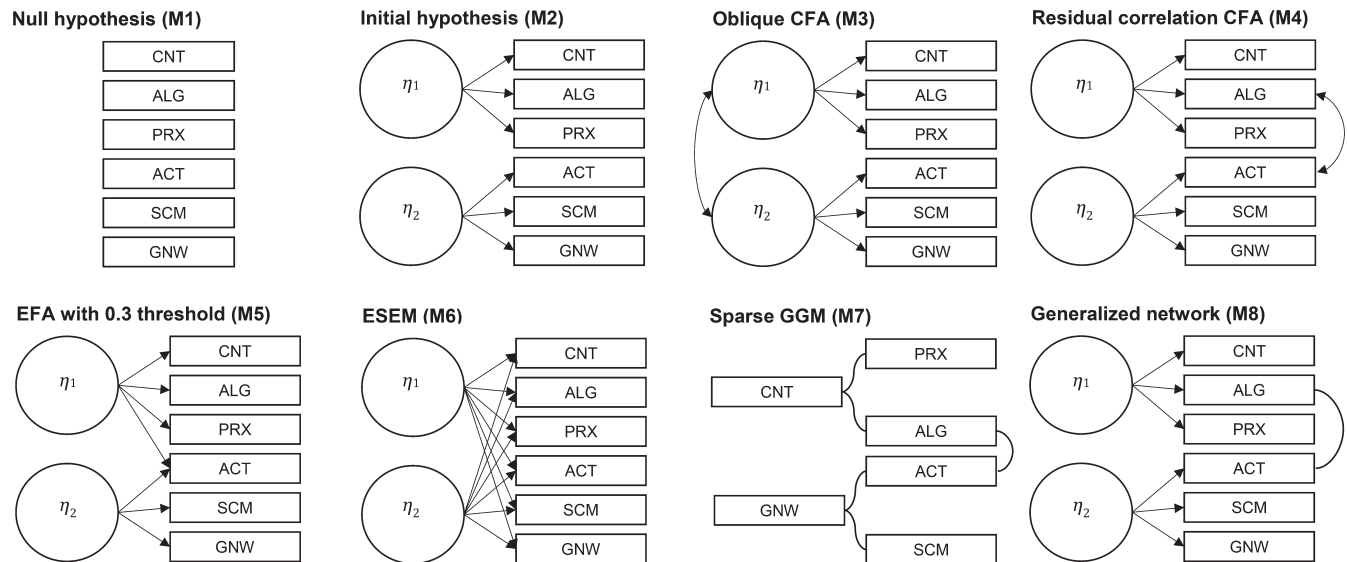 Null hypothesis (M1)
CNT
ALG
PRX
ACT
SCM
GNW
Initial hypothesis (M2)
η1
η2
CNT
ALG
PRX
ACT
SCM
GNW
Oblique CFA (M3)
η1
η2
CNT
ALG
PRX
ACT
SCM
GNW
Residual correlation CFA (M4)
η1
η2
CNT
ALG
PRX
ACT
SCM
GNW
EFA with 0.3 threshold (M5)
η1
η2
CNT
ALG
PRX
ACT
SCM
GNW
ESEM (M6)
η1
η2
CNT
ALG
PRX
ACT
SCM
GNW
Sparse GGM (M7)
PRX
CNT
ALG
ACT
GNW
SCM
Generalized network (M8)
η1
η2
CNT
ALG
PRX
ACT
SCM
GNW